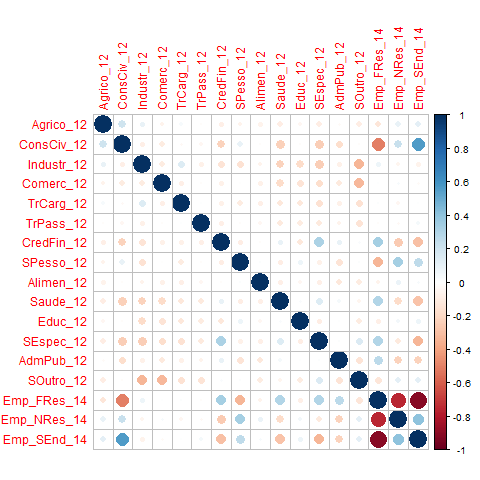 Agrico_12
ConsCiv_12
Industr_12
Comerc_12
TrCarg_12
TrPass_12
CredFin_12
SPesso_12
Alimen_12
Saude_12
Educ_12
SEspec_12
AdmPub_12
SOutro_12
Emp_FRes_14
Emp_NRes_14
Emp_SEnd_14
Agrico_12
ConsCiv_12
Industr_12
Comerc_12
TrCarg_12
TrPass_12
CredFin_12
SPesso_12
Alimen_12
Saude_12
Educ_12
SEspec_12
AdmPub_12
SOutro_12
Emp_FRes_14
Emp_NRes_14
Emp_SEnd_14
1
0.8
0.6
0.4
0.2
0
-0.2
-0.4
-0.6
-0.8
-1